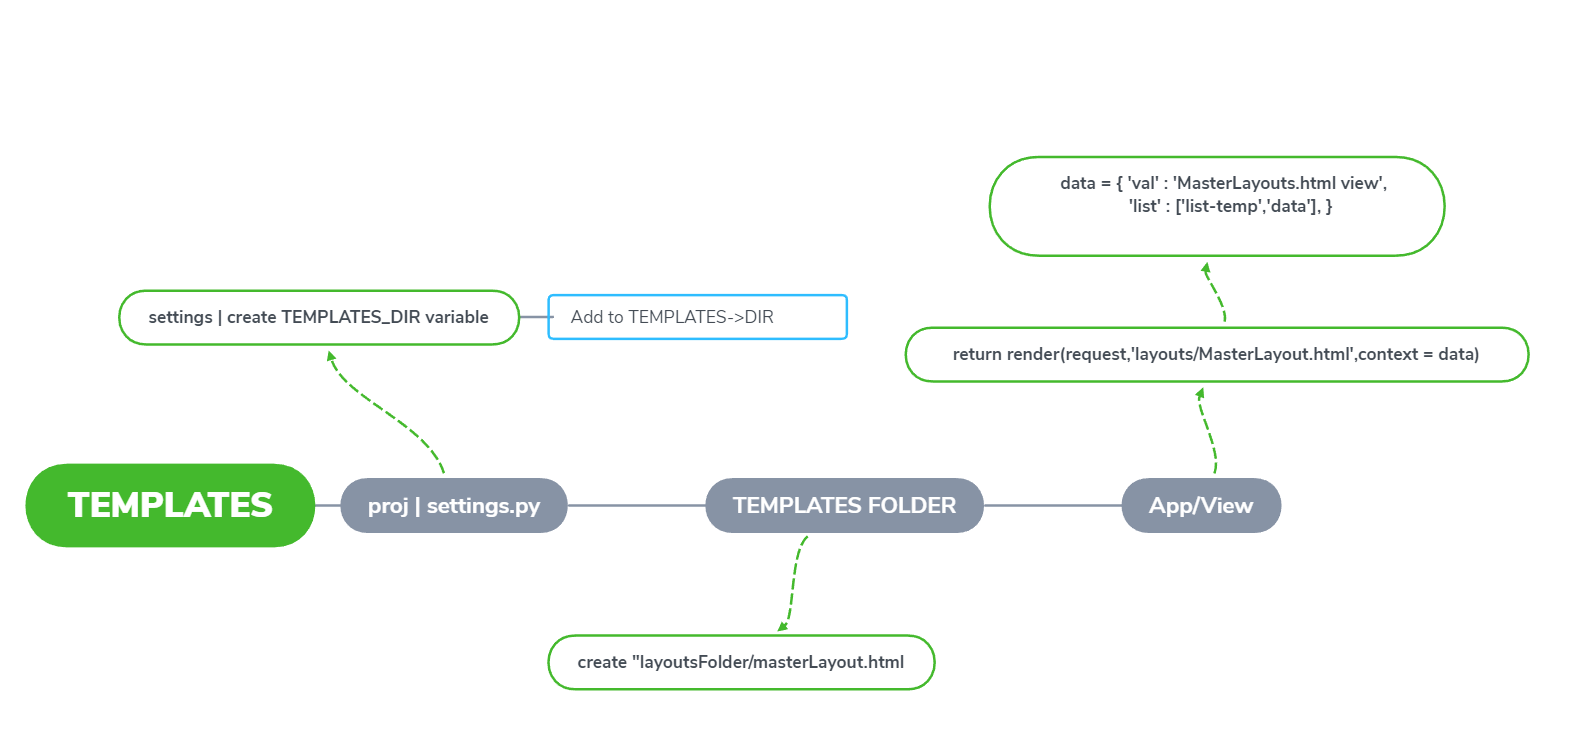 data = { 'val' : 'MasterLayouts.html view',
'list' : ['list-temp','data'], }
settings | create TEMPLATES_DIR variable
Add to TEMPLATES->DIR
return render(request,'layouts/MasterLayout.html',context = data)
TEMPLATES
proj | settings.py
TEMPLATES FOLDER
App/View
create "layoutsFolder/masterLayout.html